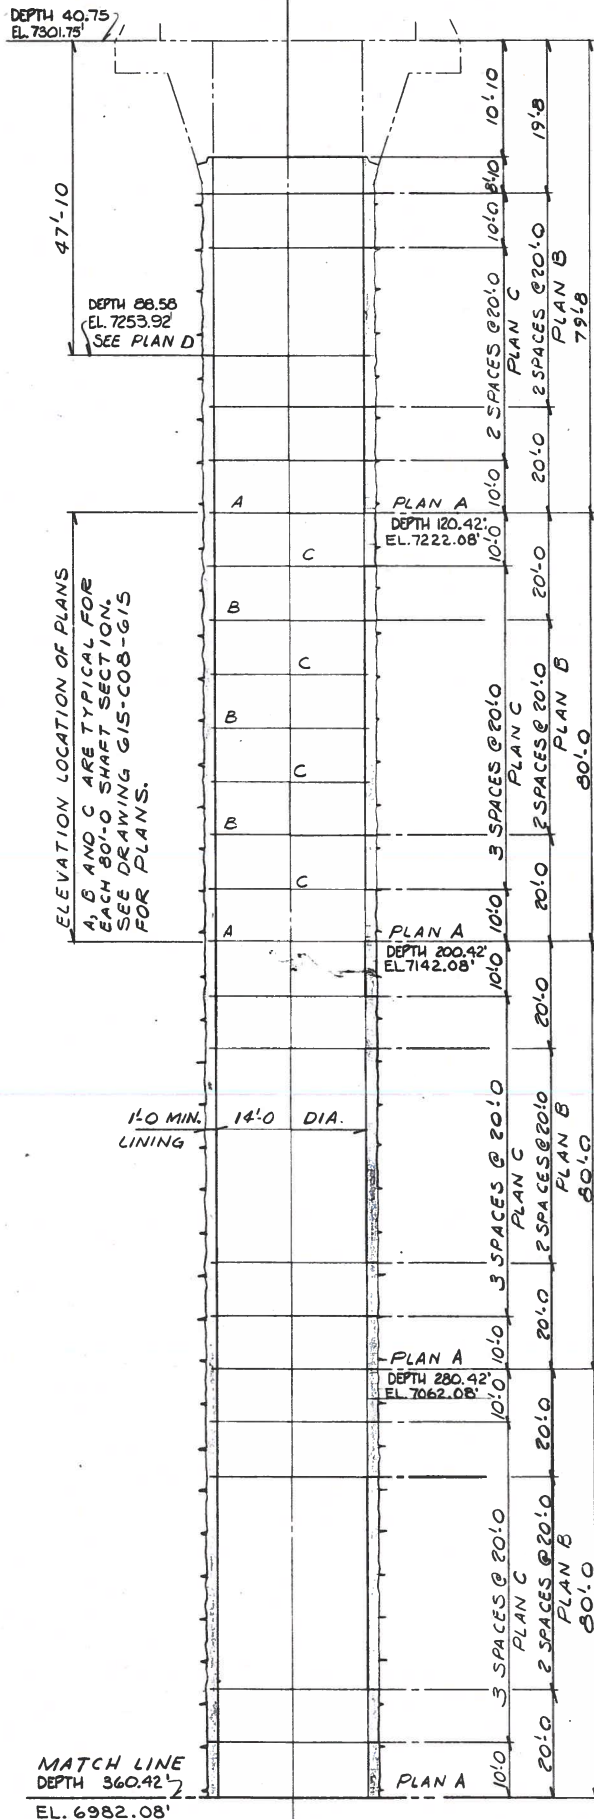 DEPTH 40.75
EL. 7301.75'
10'-10
19'-8
8'-10
47'-10
10'-0
2 SPACES @ 20'-0
PLAN C
2 SPACES @ 20'-0
PLAN B
79'-8
DEPTH 88.58
EL. 7253.92'
SEE PLAN D
10'-0
20'-0
A
PLAN A
DEPTH 120.42'
EL. 7222.08'
10'-0
C
20'-0
B
C
B
C
B
C
A
ELEVATION LOCATION OF PLANS
A, B AND C ARE TYPICAL FOR
EACH 80'-0 SHAFT SECTION.
SEE DRAWING G15-C08-G15
FOR PLANS.
3 SPACES @ 20'-0
PLAN C
2 SPACES @ 20'-0
PLAN B
80'-0
10'-0
20'-0
PLAN A
DEPTH 200.42'
EL. 7142.08'
10'-0
20'-0
1'-0 MIN.
LINING
14'-0 DIA.
3 SPACES @ 20'-0
PLAN C
2 SPACES @ 20'-0
PLAN B
80'-0
10'-0
20'-0
PLAN A
DEPTH 280.42'
EL. 7062.08'
10'-0
20'-0
3 SPACES @ 20'-0
PLAN C
2 SPACES @ 20'-0
PLAN B
80'-0
10'-0
20'-0
MATCH LINE
DEPTH 360.42'
EL. 6982.08'
PLAN A